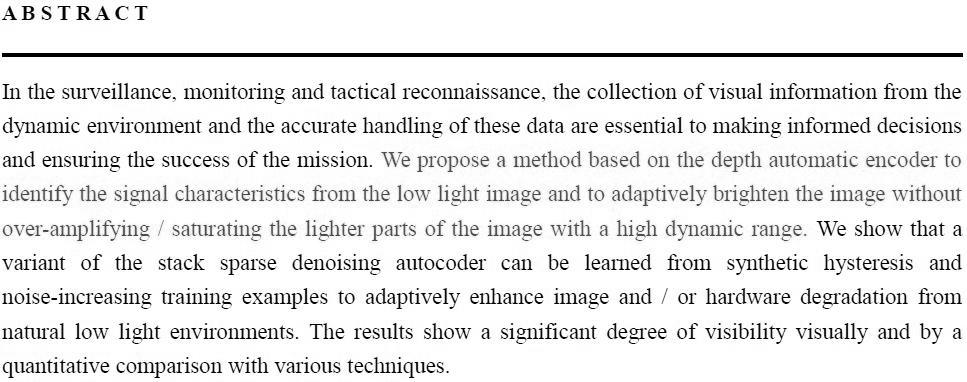 ABSTRACT
In the surveillance, monitoring and tactical reconnaissance, the collection of visual information from the
dynamic environment and the accurate handling of these data are essential to making informed decisions
and ensuring the success of the mission. We propose a method based on the depth automatic encoder to
identify the signal characteristics from the low light image and to adaptively brighten the image without
over-amplifying / saturating the lighter parts of the image with a high dynamic range. We show that a
variant of the stack sparse denoising autocoder can be learned from synthetic hysteresis and
noise-increasing training examples to adaptively enhance image and / or hardware degradation from
natural low light environments. The results show a significant degree of visibility visually and by a
quantitative comparison with various techniques.